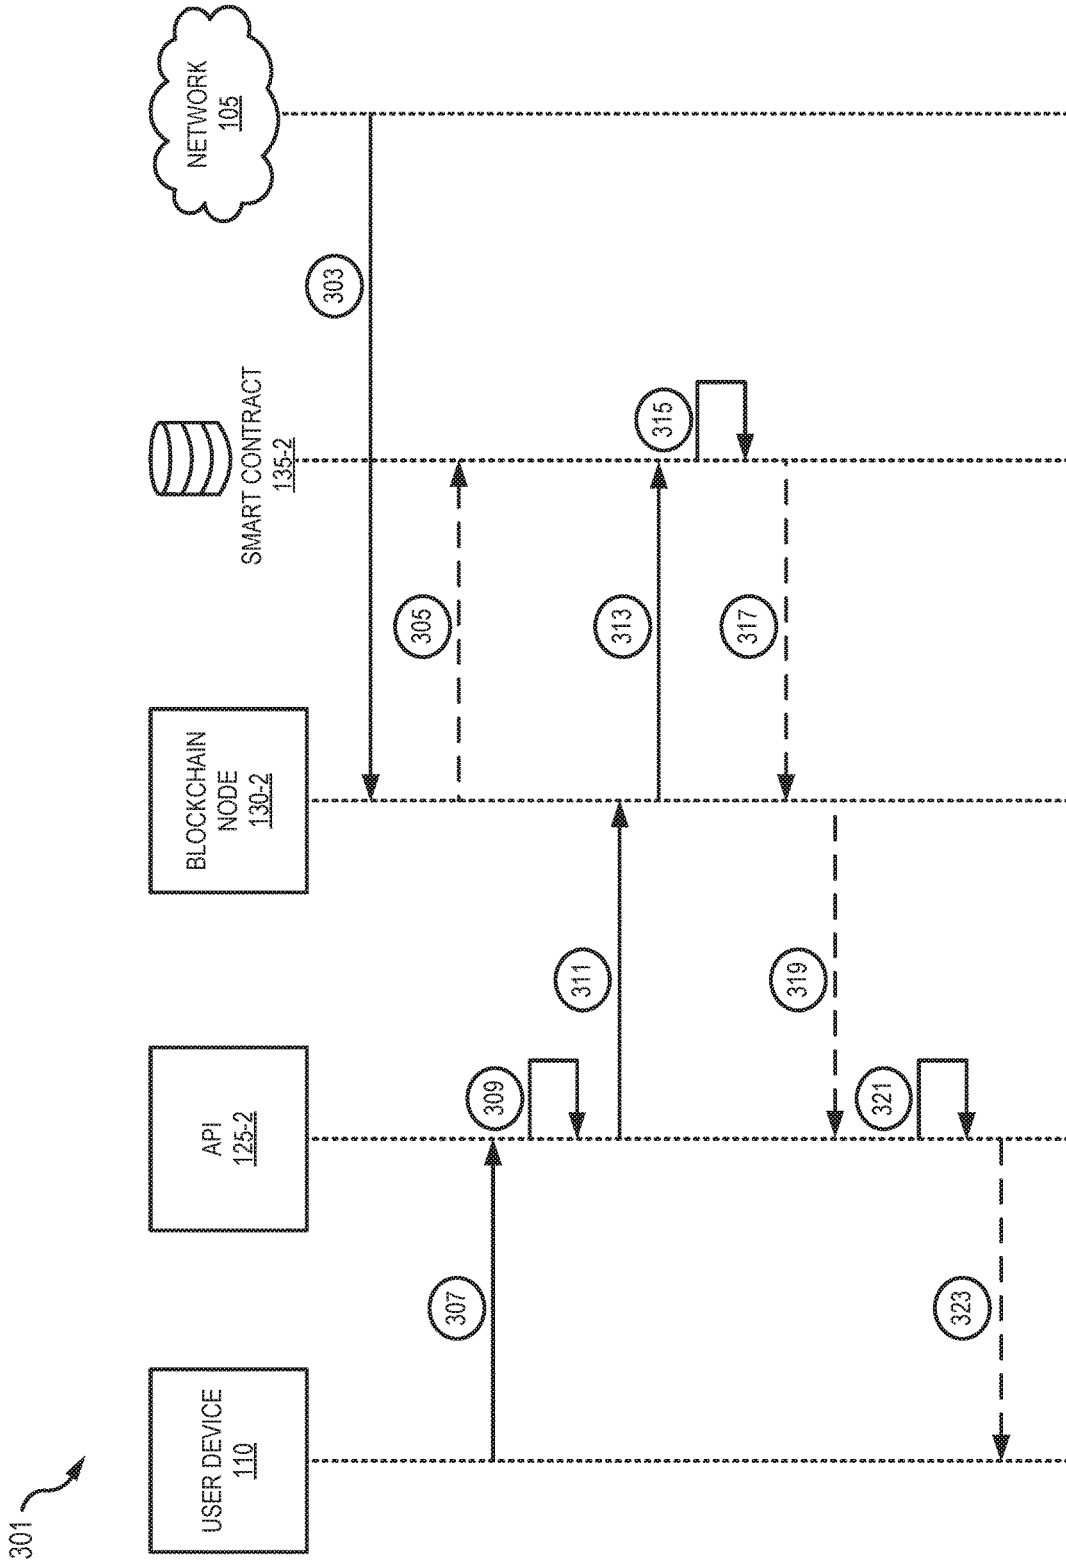 301
USER DEVICE
110
API
125-2
BLOCKCHAIN
NODE
130-2
SMART CONTRACT
135-2
NETWORK
105
303
305
307
309
311
313
315
317
319
321
323